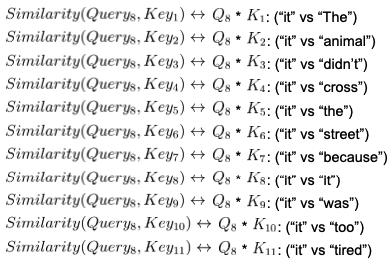 Similarity(Query₈, Key₁) ↔ Q₈ * K₁: (“it” vs “The”)
Similarity(Query₈, Key₂) ↔ Q₈ * K₂: (“it” vs “animal”)
Similarity(Query₈, Key₃) ↔ Q₈ * K₃: (“it” vs “didn’t”)
Similarity(Query₈, Key₄) ↔ Q₈ * K₄: (“it” vs “cross”)
Similarity(Query₈, Key₅) ↔ Q₈ * K₅: (“it” vs “the”)
Similarity(Query₈, Key₆) ↔ Q₈ * K₆: (“it” vs “street”)
Similarity(Query₈, Key₇) ↔ Q₈ * K₇: (“it” vs “because”)
Similarity(Query₈, Key₈) ↔ Q₈ * K₈: (“it” vs “it”)
Similarity(Query₈, Key₉) ↔ Q₈ * K₉: (“it” vs “was”)
Similarity(Query₈, Key₁₀) ↔ Q₈ * K₁₀: (“it” vs “too”)
Similarity(Query₈, Key₁₁) ↔ Q₈ * K₁₁: (“it” vs “tired”)